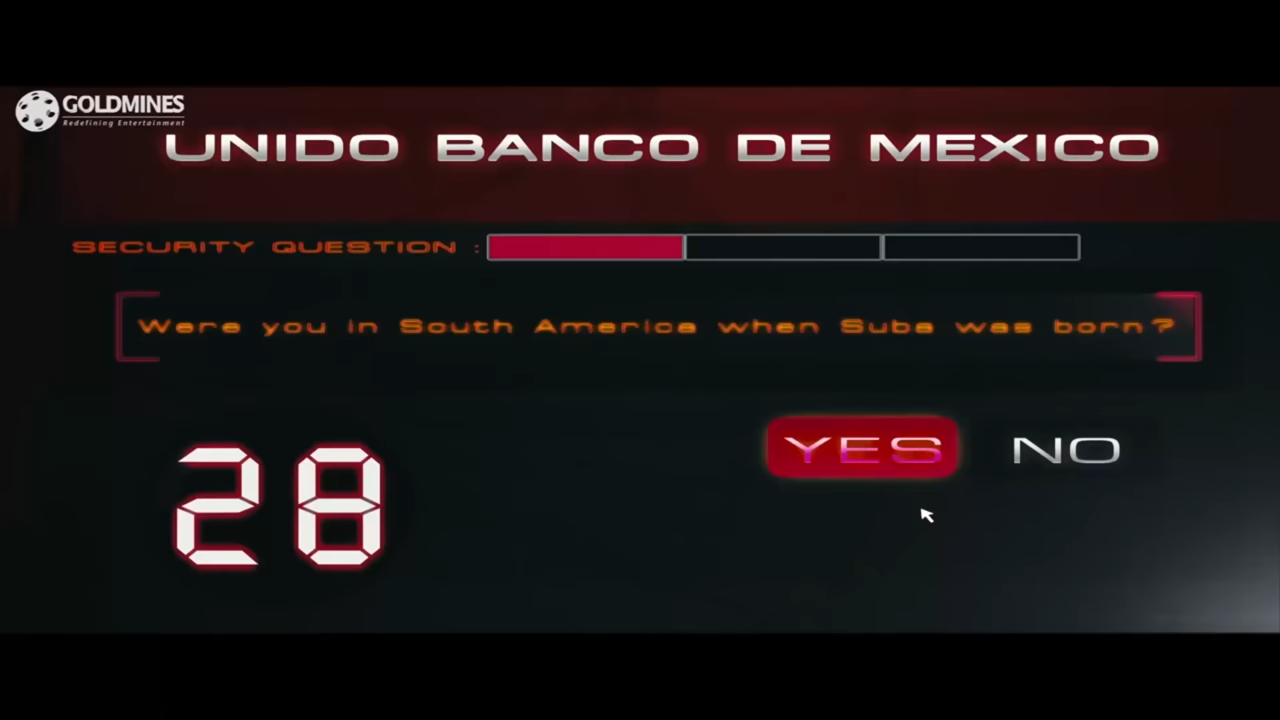 GOLDMINES
Redefining Entertainment
UNIDO BANCO DE MEXICO
SECURITY QUESTION :
Were you in South America when Suba was born?
YES NO
28